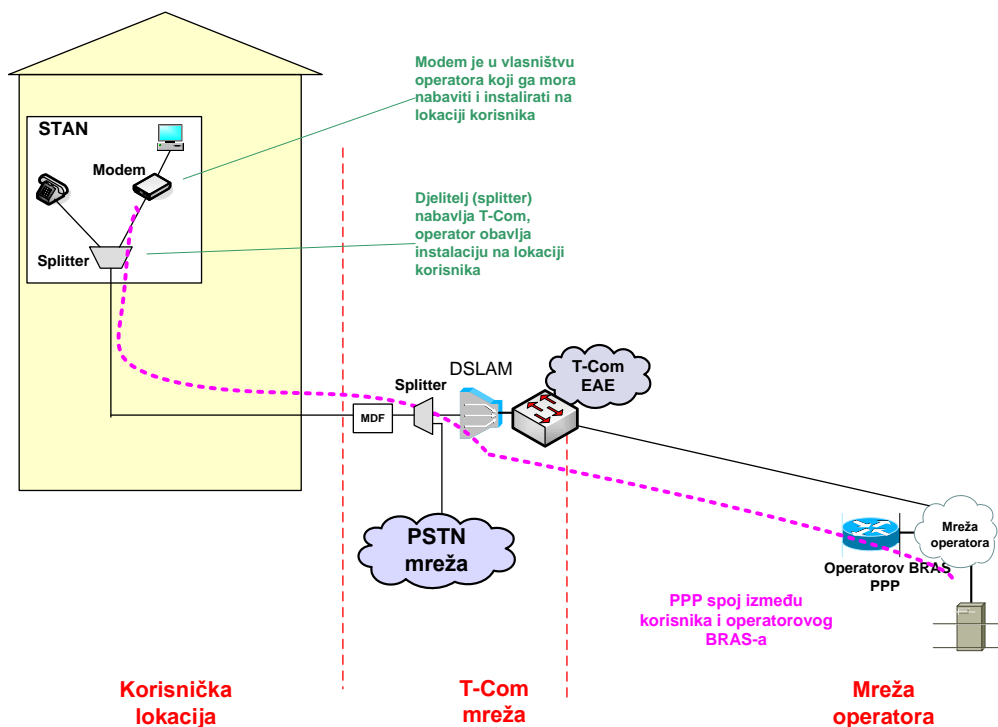 Modem je u vlasništvu
operatora koji ga mora
nabaviti i instalirati na
lokaciji korisnika
STAN
Modem
Djelitelj (splitter)
nabavlja T-Com,
operator obavlja
instalaciju na lokaciji
korisnika
Splitter
T-Com
EAE
DSLAM
Splitter
MDF
PSTN
mreža
Mreža
operatora
Operatorov BRAS
PPP
PPP spoj između
korisnika i operatorovog
BRAS-a
Korisnička
lokacija
T-Com
mreža
Mreža
operatora